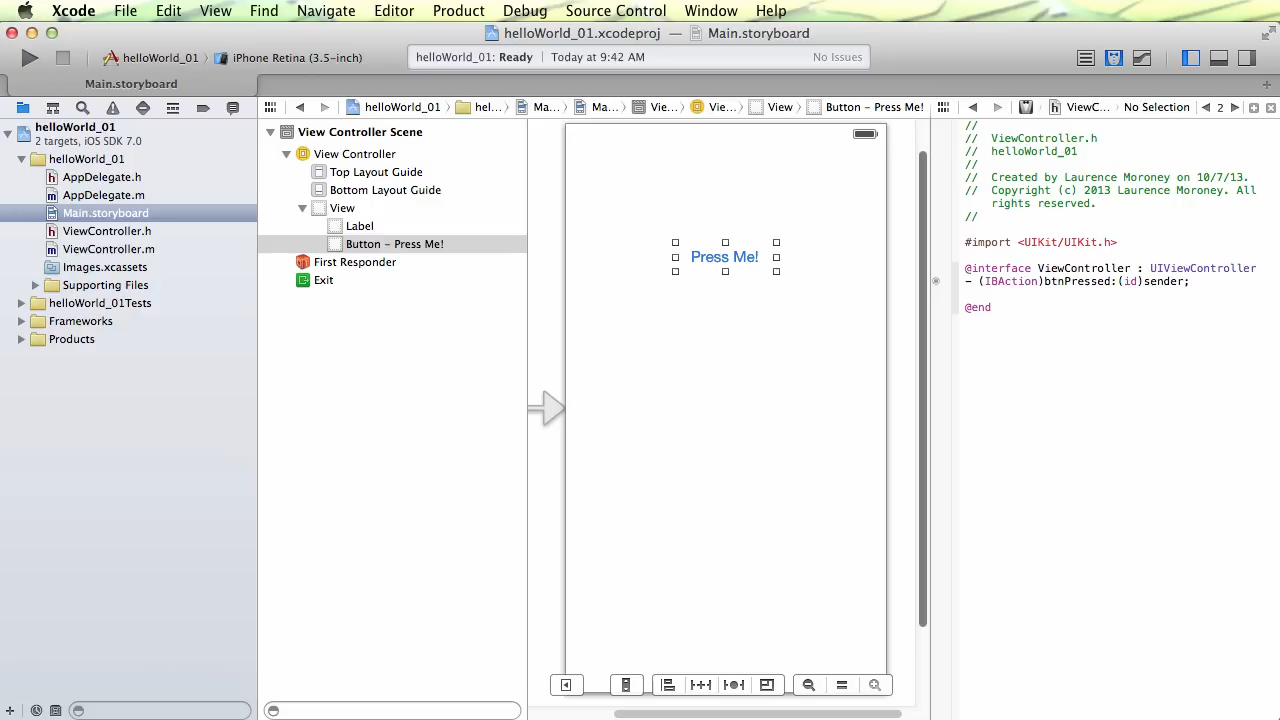 Xcode File Edit View Find Navigate Editor Product Debug Source Control Window Help
helloWorld_01.xcodeproj — Main.storyboard
helloWorld_01 iPhone Retina (3.5-inch)
helloWorld_01: Ready Today at 9:42 AM No Issues
Main.storyboard
helloWorld_01 hel... Ma... Ma... Vie... Vie... View Button – Press Me!
ViewC... No Selection 2
helloWorld_01
2 targets, iOS SDK 7.0
helloWorld_01
AppDelegate.h
AppDelegate.m
Main.storyboard
ViewController.h
ViewController.m
Images.xcassets
Supporting Files
helloWorld_01Tests
Frameworks
Products
View Controller Scene
View Controller
Top Layout Guide
Bottom Layout Guide
View
Label
Button – Press Me!
First Responder
Exit
Press Me!
//
// ViewController.h
// helloWorld_01
//
// Created by Laurence Moroney on 10/7/13.
// Copyright (c) 2013 Laurence Moroney. All
rights reserved.
//
#import <UIKit/UIKit.h>
@interface ViewController : UIViewController
- (IBAction)btnPressed:(id)sender;
@end